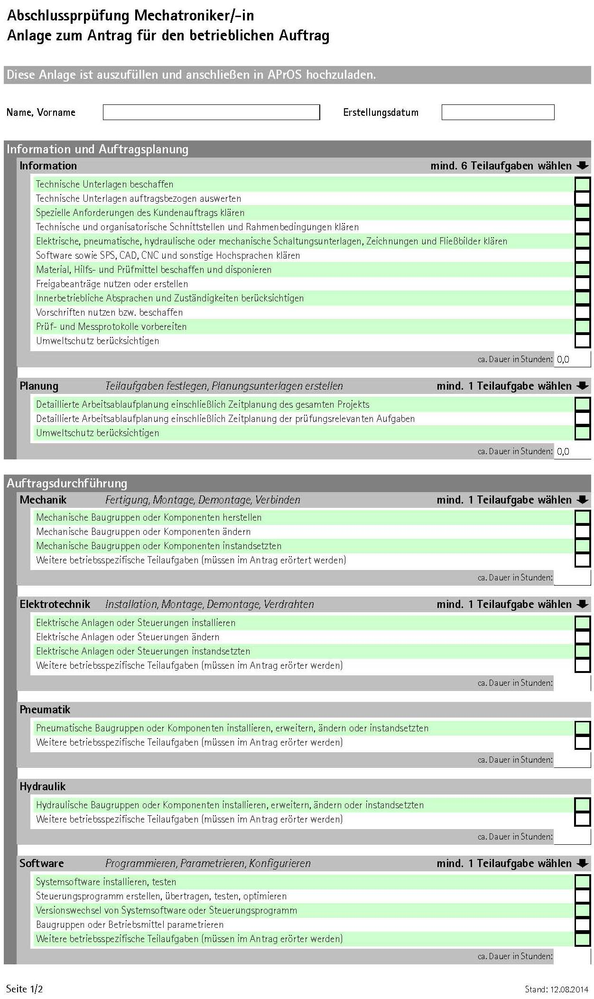 Abschlussprpüfung Mechatroniker/-in
Anlage zum Antrag für den betrieblichen Auftrag
Diese Anlage ist auszufüllen und anschließen in APrOS hochzuladen.
Name, Vorname Erstellungsdatum
Information und Auftragsplanung
Information mind. 6 Teilaufgaben wählen
Technische Unterlagen beschaffen
Technische Unterlagen auftragsbezogen auswerten
Spezielle Anforderungen des Kundenauftrags klären
Technische und organisatorische Schnittstellen und Rahmenbedingungen klären
Elektrische, pneumatische, hydraulische oder mechanische Schaltungsunterlagen, Zeichnungen und Fließbilder klären
Software sowie SPS, CAD, CNC und sonstige Hochsprachen klären
Material, Hilfs- und Prüfmittel beschaffen und disponieren
Freigabeanträge nutzen oder erstellen
Innerbetriebliche Absprachen und Zuständigkeiten berücksichtigen
Vorschriften nutzen bzw. beschaffen
Prüf- und Messprotokolle vorbereiten
Umweltschutz berücksichtigen
ca. Dauer in Stunden: 0,0
Planung Teilaufgaben festlegen, Planungsunterlagen erstellen mind. 1 Teilaufgabe wählen
Detaillierte Arbeitsablaufplanung einschließlich Zeitplanung des gesamten Projekts
Detaillierte Arbeitsablaufplanung einschließlich Zeitplanung der prüfungsrelevanten Aufgaben
Umweltschutz berücksichtigen
ca. Dauer in Stunden: 0,0
Auftragsdurchführung
Mechanik Fertigung, Montage, Demontage, Verbinden mind. 1 Teilaufgabe wählen
Mechanische Baugruppen oder Komponenten herstellen
Mechanische Baugruppen oder Komponenten ändern
Mechanische Baugruppen oder Komponenten instandsetzten
Weitere betriebsspezifische Teilaufgaben (müssen im Antrag erörtert werden)
ca. Dauer in Stunden:
Elektrotechnik Installation, Montage, Demontage, Verdrahten mind. 1 Teilaufgabe wählen
Elektrische Anlagen oder Steuerungen installieren
Elektrische Anlagen oder Steuerungen ändern
Elektrische Anlagen oder Steuerungen instandsetzten
Weitere betriebsspezifische Teilaufgaben (müssen im Antrag erörter werden)
ca. Dauer in Stunden:
Pneumatik
Pneumatische Baugruppen oder Komponenten installieren, erweitern, ändern oder instandsetzten
Weitere betriebsspezifische Teilaufgaben (müssen im Antrag erörter werden)
ca. Dauer in Stunden:
Hydraulik
Hydraulische Baugruppen oder Komponenten installieren, erweitern, ändern oder instandsetzten
Weitere betriebsspezifische Teilaufgaben (müssen im Antrag erörter werden)
ca. Dauer in Stunden:
Software Programmieren, Parametrieren, Konfigurieren mind. 1 Teilaufgabe wählen
Systemsoftware installieren, testen
Steuerungsprogramm erstellen, übertragen, testen, optimieren
Versionswechsel von Systemsoftware oder Steuerungsprogramm
Baugruppen oder Betriebsmittel parametrieren
Weitere betriebsspezifische Teilaufgaben (müssen im Antrag erörter werden)
ca. Dauer in Stunden:
Seite 1/2 Stand: 12.08.2014